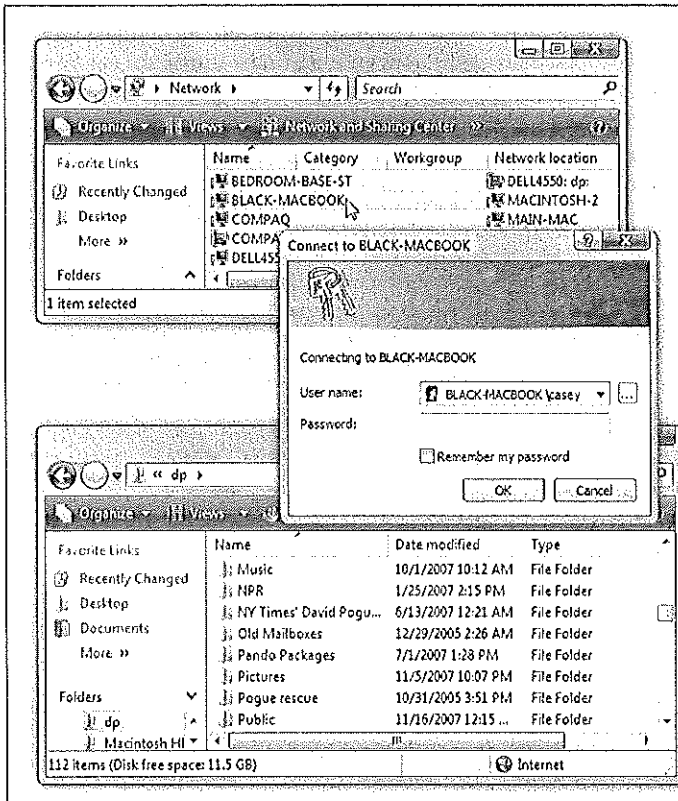 Network
Search
Organize Views Network and Sharing Center
Favorite Links
Recently Changed
Desktop
More »
Folders
Name Category Workgroup Network location
BEDROOM-BASE-ST DELL4550: dp:
BLACK-MACBOOK MACINTOSH-2
COMPAQ MAIN-MAC
COMPA
DELL455
1 item selected
Connect to BLACK-MACBOOK
Connecting to BLACK-MACBOOK
User name: BLACK-MACBOOK\casey
Password:
Remember my password
OK Cancel
« dp
Organize Views
Favorite Links
Recently Changed
Desktop
Documents
More »
Folders
dp
Macintosh H
Name Date modified Type
Music 10/1/2007 10:12 AM File Folder
NPR 1/25/2007 2:15 PM File Folder
NY Times' David Pogu... 6/13/2007 12:21 AM File Folder
Old Mailboxes 12/29/2005 2:26 AM File Folder
Pando Packages 7/1/2007 1:28 PM File Folder
Pictures 11/5/2007 10:07 PM File Folder
Pogue rescue 10/31/2005 3:51 PM File Folder
Public 11/16/2007 12:15 ... File Folder
112 items (Disk free space: 11.5 GB) Internet